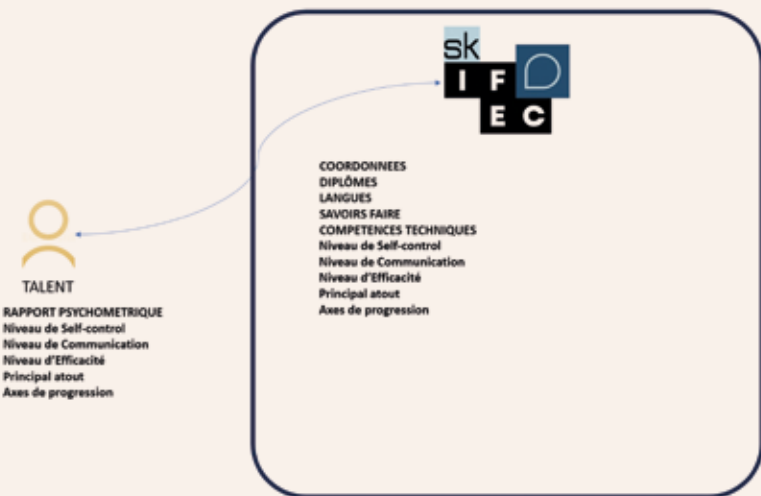 sk
I F
E C
COORDONNEES
DIPLÔMES
LANGUES
SAVOIRS FAIRE
COMPETENCES TECHNIQUES
Niveau de Self-control
Niveau de Communication
Niveau d'Efficacité
Principal atout
Axes de progression
TALENT
RAPPORT PSYCHOMETRIQUE
Niveau de Self-control
Niveau de Communication
Niveau d'Efficacité
Principal atout
Axes de progression